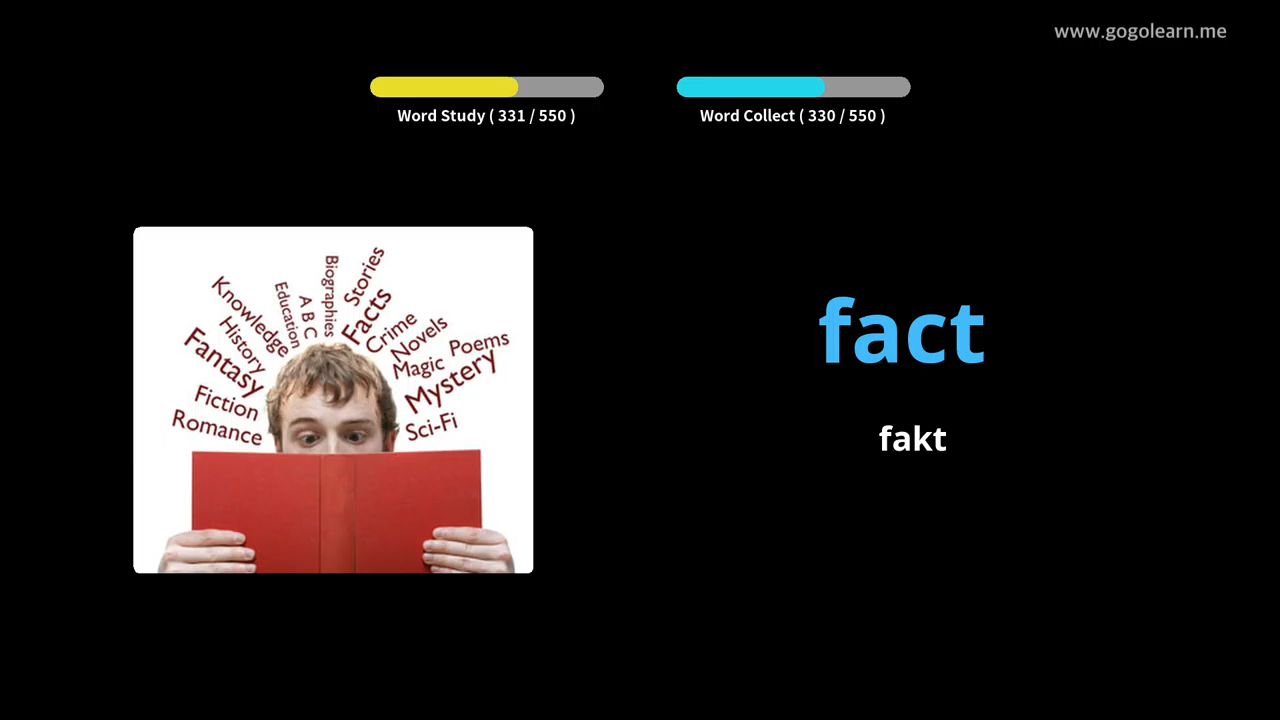 www.gogolearn.me
Word Study ( 331 / 550 )
Word Collect ( 330 / 550 )
Knowledge
Education
A B C
Biographies
Stories
Facts
Crime
Novels
Poems
History
Fantasy
Magic
Mystery
Fiction
Romance
Sci-Fi
fact
fakt